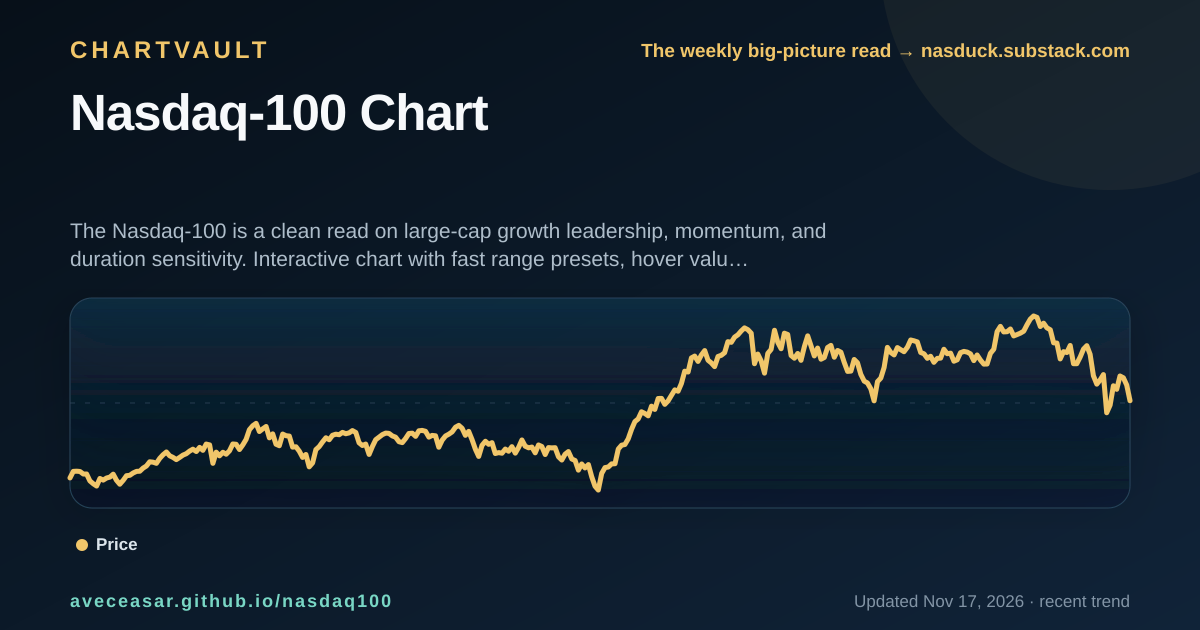 CHARTVAULT
The weekly big-picture read → nasduck.substack.com
Nasdaq-100 Chart
The Nasdaq-100 is a clean read on large-cap growth leadership, momentum, and
duration sensitivity. Interactive chart with fast range presets, hover valu…
Price
aveceasar.github.io/nasdaq100
Updated Nov 17, 2026 · recent trend